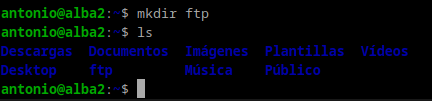 antonio@alba2:~$ mkdir ftp
antonio@alba2:~$ ls
Descargas  Documentos  Imágenes  Plantillas  Vídeos
Desktop    ftp         Música    Público
antonio@alba2:~$